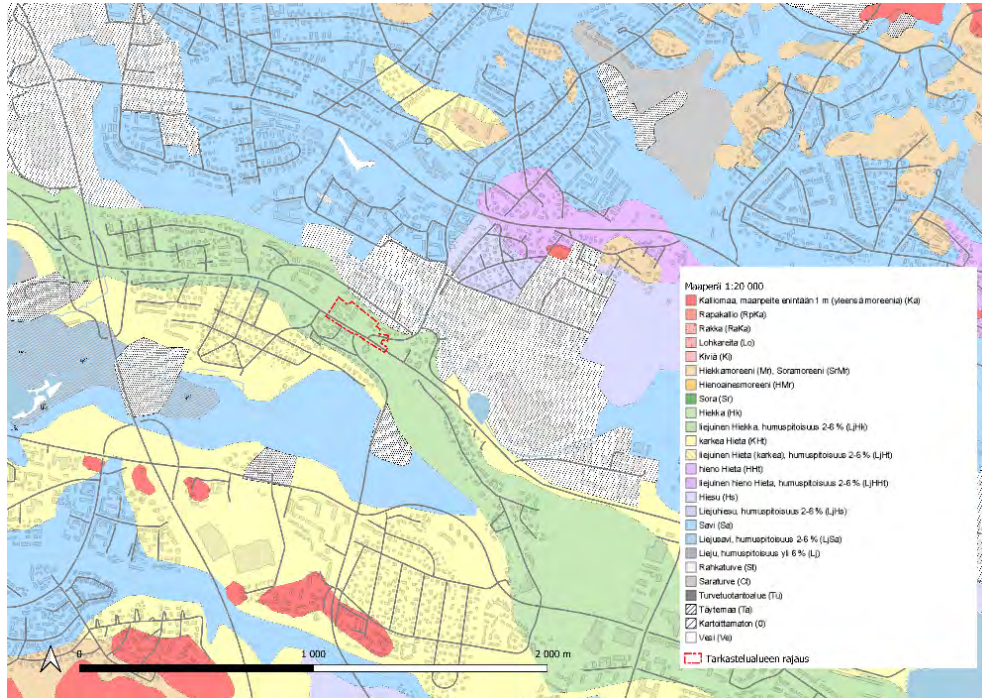 Maaperä 1:20 000
Kalliomaa, maanpeite enintään 1 m (yleensä moreenia) (Ka)
Rapakallio (RpKa)
Rakka (RaKa)
Lohkareita (Lo)
Kiviä (Ki)
Hiekkamoreeni (Mr), Soramoreeni (SrMr)
Hienoainesmoreeni (HMr)
Sora (Sr)
Hiekka (Hk)
liejuinen Hiekka, humuspitoisuus 2-6 % (LjHk)
karkea Hieta (KHt)
liejuinen Hieta (karkea), humuspitoisuus 2-6 % (LjHt)
hieno Hieta (HHt)
liejuinen hieno Hieta, humuspitoisuus 2-6 % (LjHHt)
Hiesu (Hs)
Liejuhiesu, humuspitoisuus 2-6 % (LjHs)
Savi (Sa)
Liejusavi, humuspitoisuus 2-6 % (LjSa)
Lieju, humuspitoisuus yli 6 % (Lj)
Rahkaturve (St)
Saraturve (Ct)
Turvetuotantoalue (Tu)
Täytemaa (Ta)
Kartoittamaton (0)
Vesi (Ve)
Tarkastelualueen rajaus
0 1 000 2 000 m